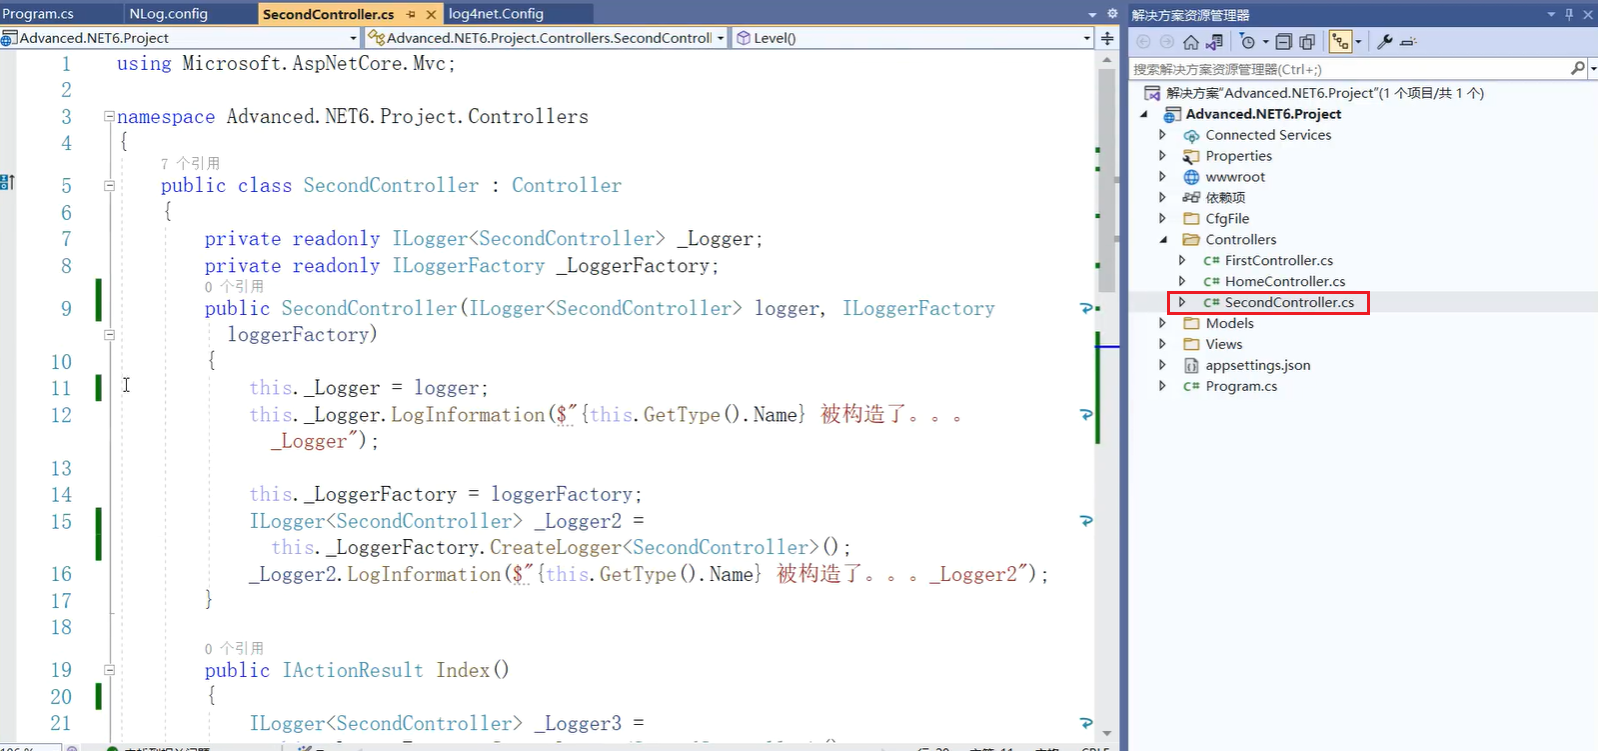 Program.cs
NLog.config
SecondController.cs
log4net.Config
Advanced.NET6.Project
Advanced.NET6.Project.Controllers.SecondControll
Level()
1 using Microsoft.AspNetCore.Mvc;
2
3 namespace Advanced.NET6.Project.Controllers
4 {
7 个引用
5 public class SecondController : Controller
6 {
7 private readonly ILogger<SecondController> _Logger;
8 private readonly ILoggerFactory _LoggerFactory;
0 个引用
9 public SecondController(ILogger<SecondController> logger, ILoggerFactory
loggerFactory)
10 {
11 this._Logger = logger;
12 this._Logger.LogInformation($"{this.GetType().Name} 被构造了。。。
_Logger");
13
14 this._LoggerFactory = loggerFactory;
15 ILogger<SecondController> _Logger2 =
this._LoggerFactory.CreateLogger<SecondController>();
16 _Logger2.LogInformation($"{this.GetType().Name} 被构造了。。。_Logger2");
17 }
18
0 个引用
19 public IActionResult Index()
20 {
21 ILogger<SecondController> _Logger3 =
解决方案资源管理器
搜索解决方案资源管理器(Ctrl+;)
解决方案"Advanced.NET6.Project"(1 个项目/共 1 个)
Advanced.NET6.Project
Connected Services
Properties
wwwroot
依赖项
CfgFile
Controllers
C# FirstController.cs
C# HomeController.cs
C# SecondController.cs
Models
Views
appsettings.json
C# Program.cs